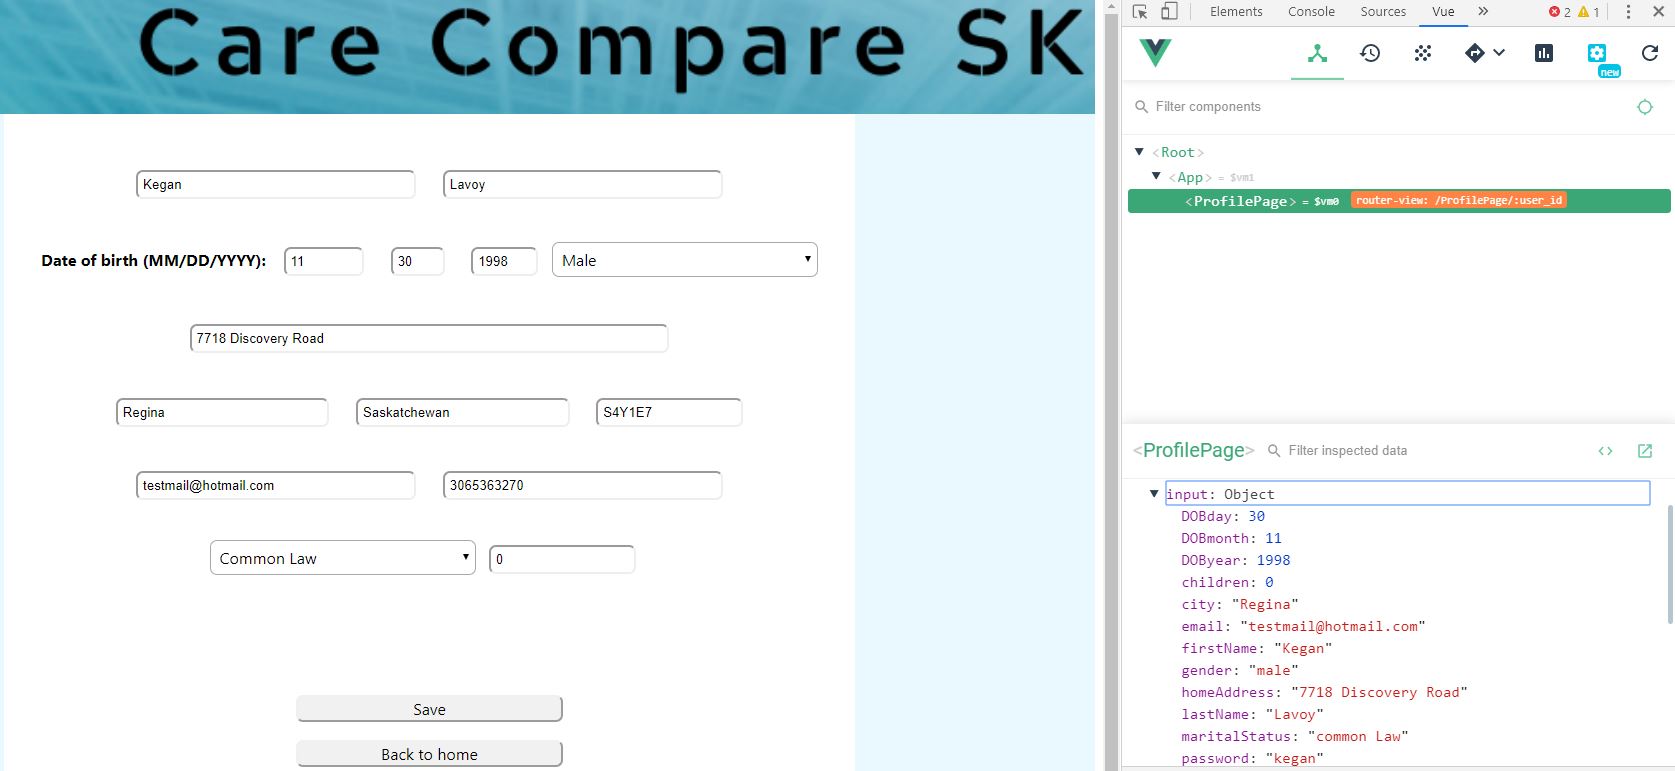 Care Compare SK
Kegan
Lavoy
Date of birth (MM/DD/YYYY):
11
30
1998
Male
7718 Discovery Road
Regina
Saskatchewan
S4Y1E7
testmail@hotmail.com
3065363270
Common Law
0
Save
Back to home
Elements
Console
Sources
Vue
2
1
new
Filter components
<Root>
<App> = $vm1
<ProfilePage> = $vm0 router-view: /ProfilePage/:user_id
<ProfilePage>
Filter inspected data
input: Object
DOBday: 30
DOBmonth: 11
DOByear: 1998
children: 0
city: "Regina"
email: "testmail@hotmail.com"
firstName: "Kegan"
gender: "male"
homeAddress: "7718 Discovery Road"
lastName: "Lavoy"
maritalStatus: "common Law"
password: "kegan"